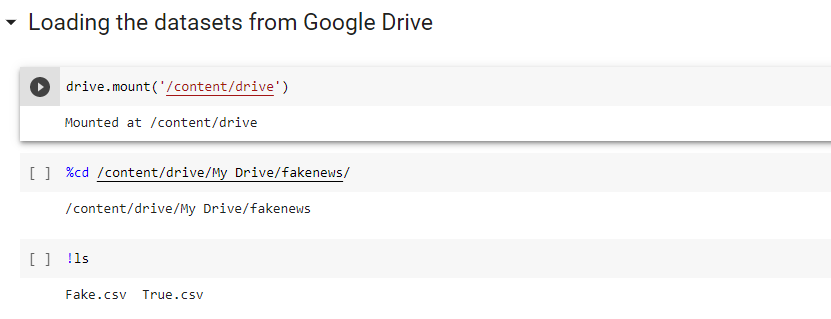 Loading the datasets from Google Drive
drive.mount('/content/drive')
Mounted at /content/drive
[ ] %cd /content/drive/My Drive/fakenews/
/content/drive/My Drive/fakenews
[ ] !ls
Fake.csv  True.csv